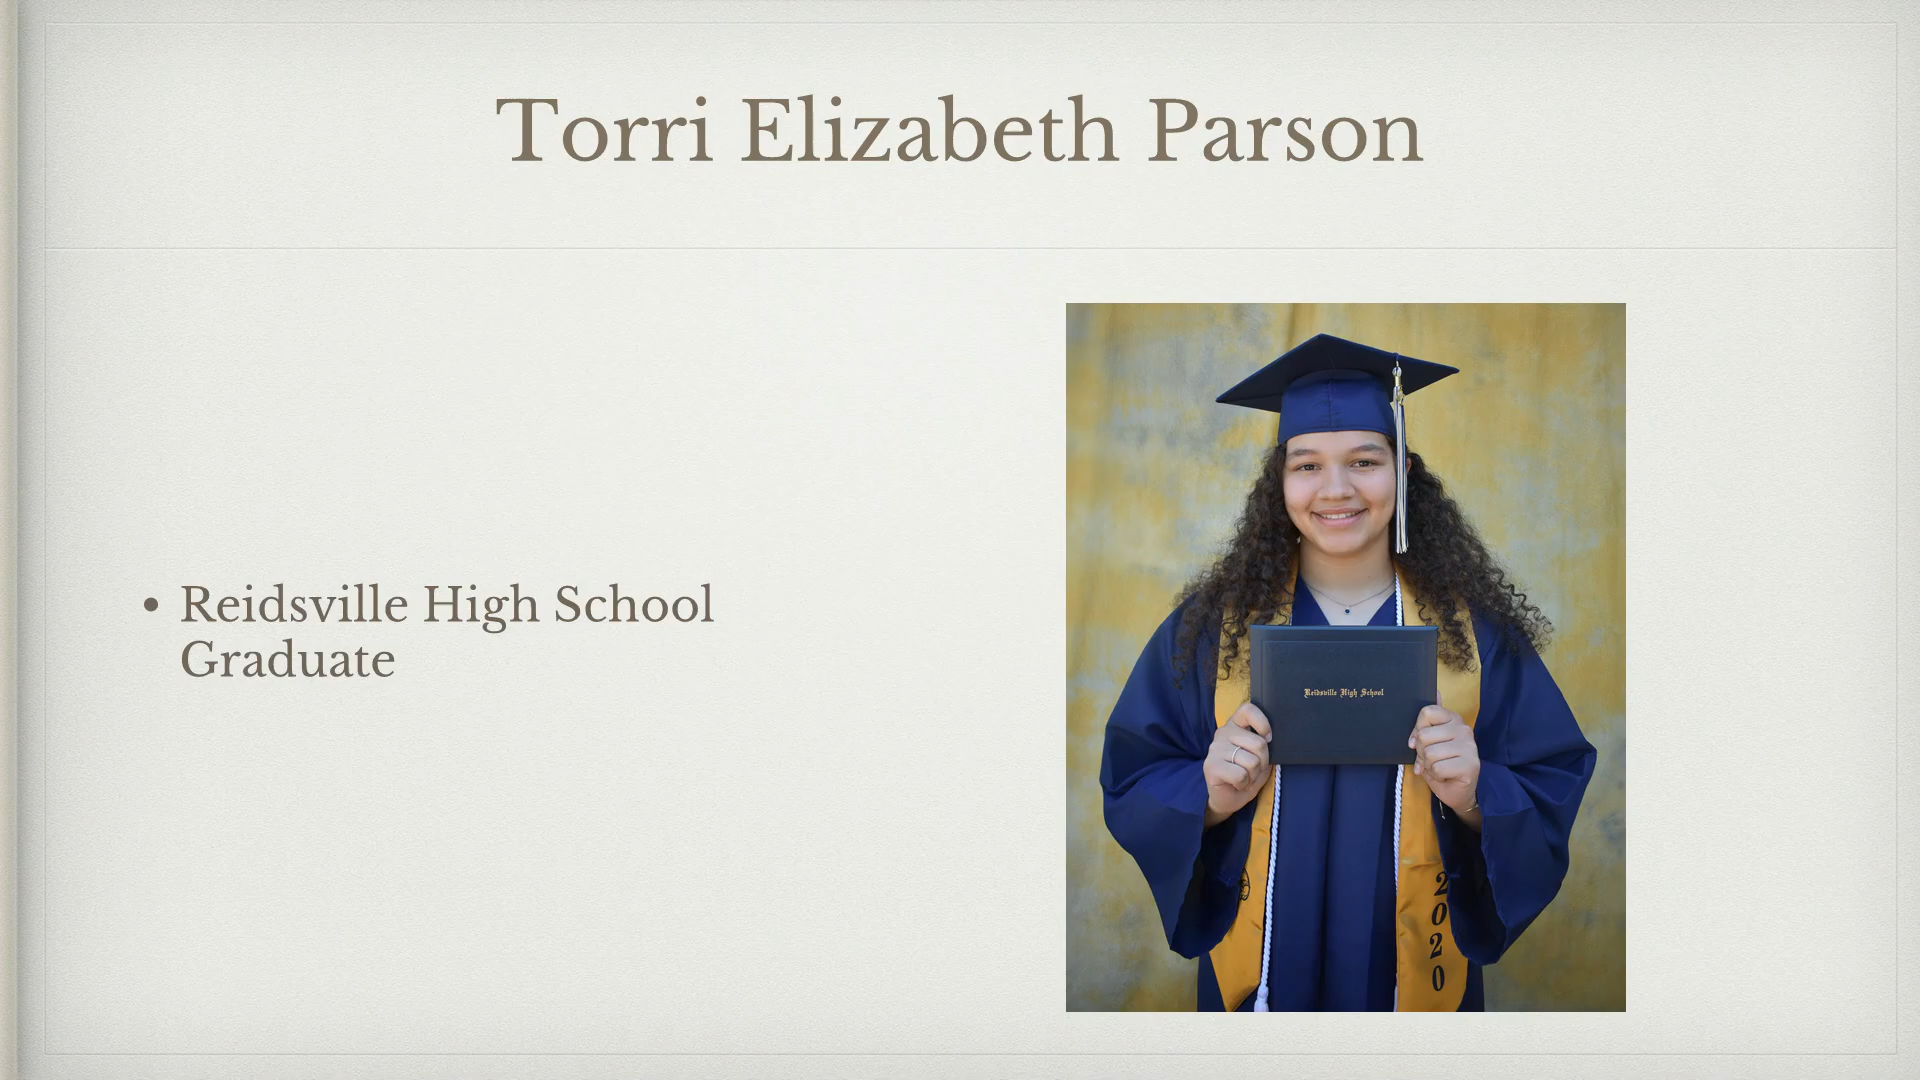 Torri Elizabeth Parson
• Reidsville High School
Graduate
Reidsville High School
2020